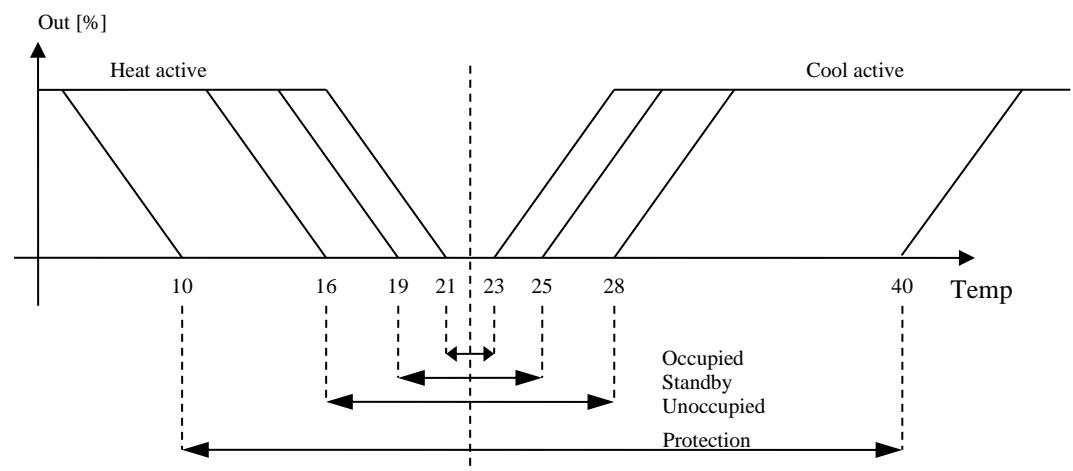 Out [%]
Heat active
Cool active
10 16 19 21 23 25 28 40
Temp
Occupied
Standby
Unoccupied
Protection